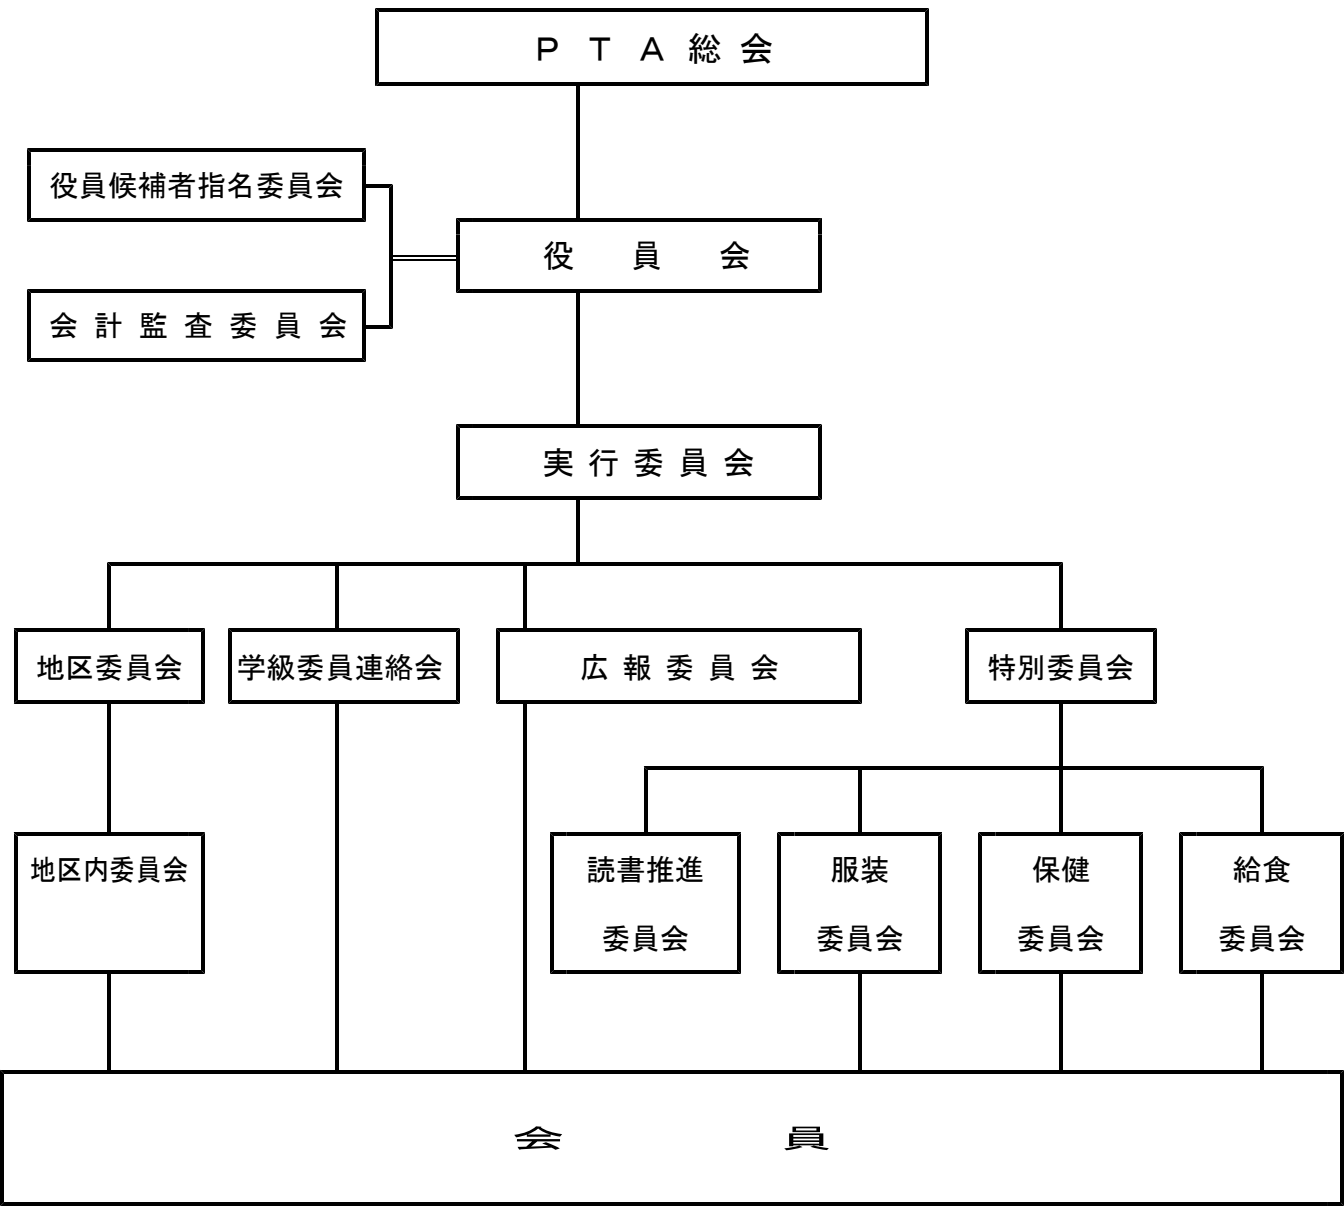 ＰＴＡ総会
役員候補者指名委員会
役員会
会計監査委員会
実行委員会
地区委員会
学級委員連絡会
広報委員会
特別委員会
地区内委員会
読書推進
委員会
服装
委員会
保健
委員会
給食
委員会
会員